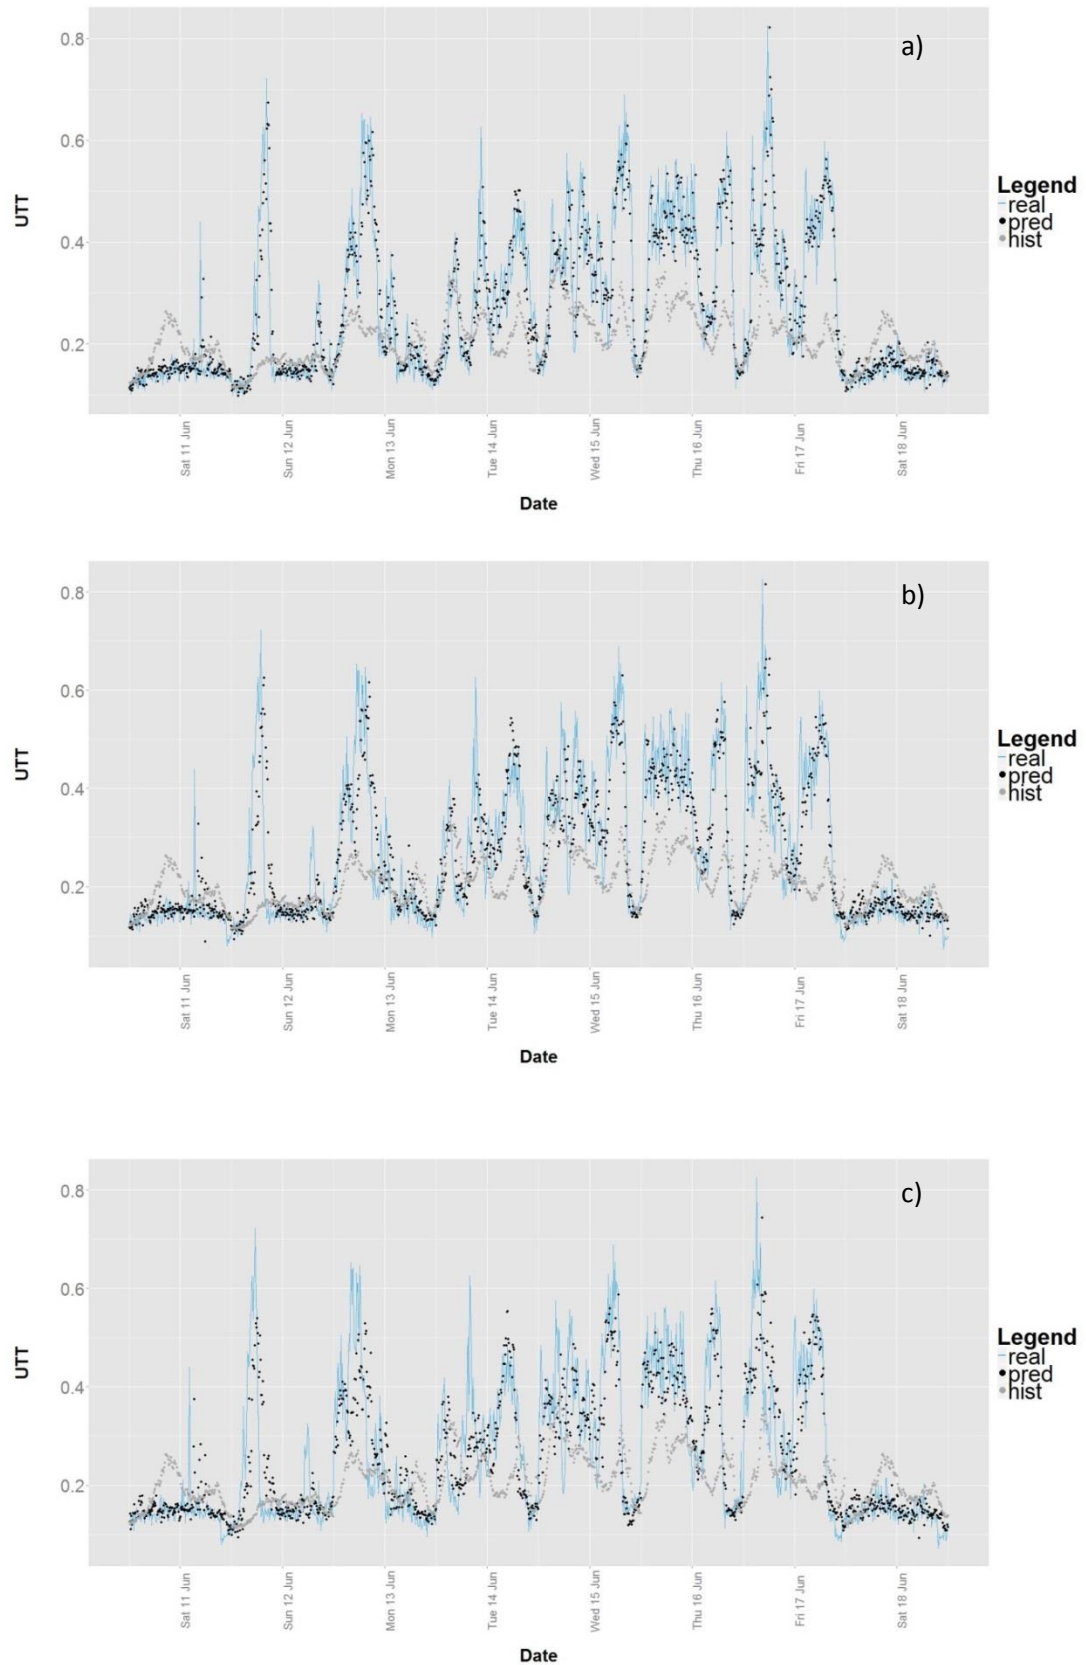 a)
0.8
0.6
0.4
0.2
UTT
Legend
real
pred
hist
Sat 11 Jun
Sun 12 Jun
Mon 13 Jun
Tue 14 Jun
Wed 15 Jun
Thu 16 Jun
Fri 17 Jun
Sat 18 Jun
Date
b)
0.8
0.6
0.4
0.2
UTT
Legend
real
pred
hist
Sat 11 Jun
Sun 12 Jun
Mon 13 Jun
Tue 14 Jun
Wed 15 Jun
Thu 16 Jun
Fri 17 Jun
Sat 18 Jun
Date
c)
0.8
0.6
0.4
0.2
UTT
Legend
real
pred
hist
Sat 11 Jun
Sun 12 Jun
Mon 13 Jun
Tue 14 Jun
Wed 15 Jun
Thu 16 Jun
Fri 17 Jun
Sat 18 Jun
Date